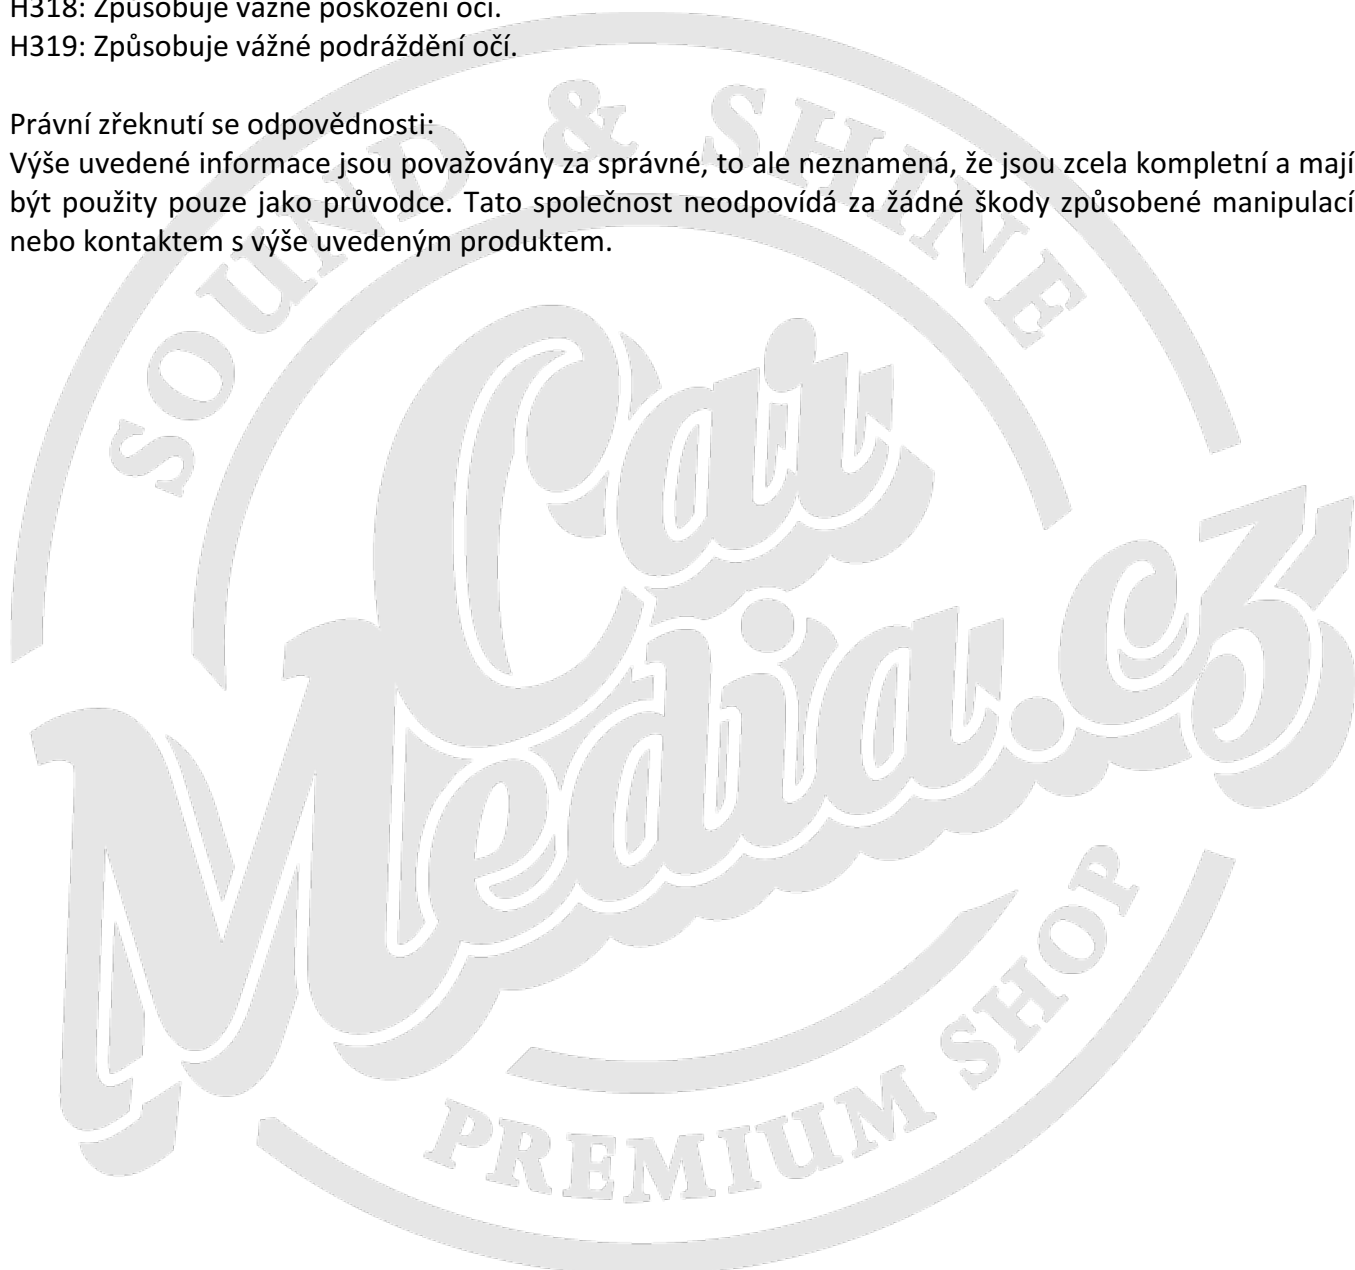 H318: Způsobuje vážné poškození očí.
H319: Způsobuje vážné podráždění očí.
Právní zřeknutí se odpovědnosti:
Výše uvedené informace jsou považovány za správné, to ale neznamená, že jsou zcela kompletní a mají
být použity pouze jako průvodce. Tato společnost neodpovídá za žádné škody způsobené manipulací
nebo kontaktem s výše uvedeným produktem.
SOUND & SHINE
Car
Media.cz
PREMIUM SHOP